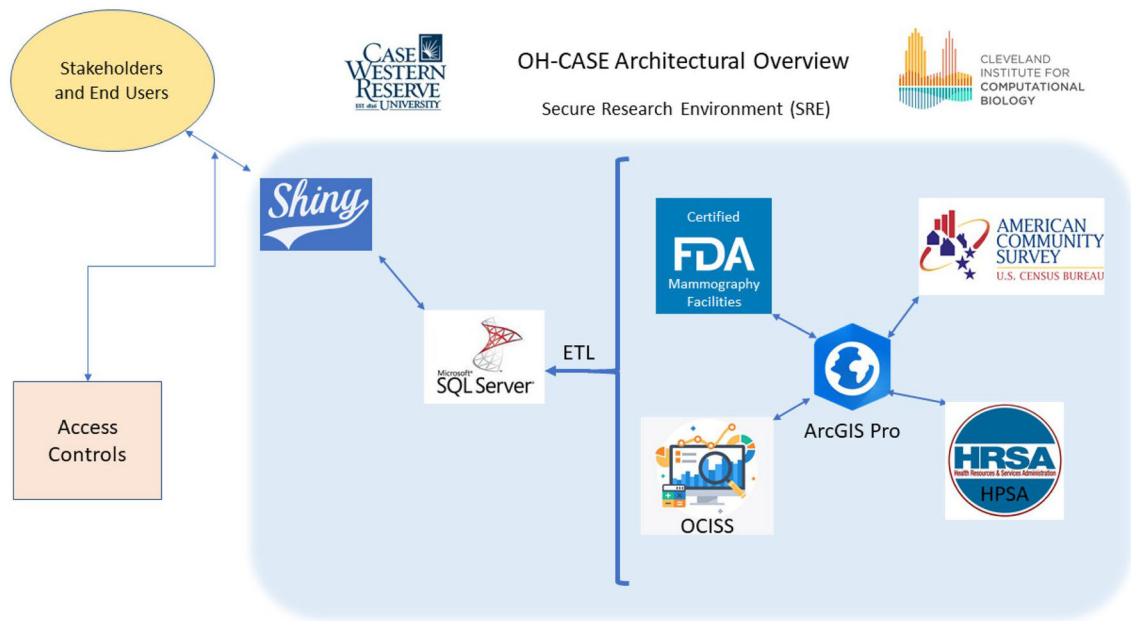 Stakeholders
and End Users
CASE
WESTERN
RESERVE
EST. 1826 UNIVERSITY
OH-CASE Architectural Overview
Secure Research Environment (SRE)
CLEVELAND
INSTITUTE FOR
COMPUTATIONAL
BIOLOGY
Shiny
Access
Controls
Microsoft®
SQL Server®
ETL
Certified
FDA
Mammography
Facilities
AMERICAN
COMMUNITY
SURVEY
U.S. CENSUS BUREAU
ArcGIS Pro
OCISS
HRSA
Health Resources & Services Administration
HPSA